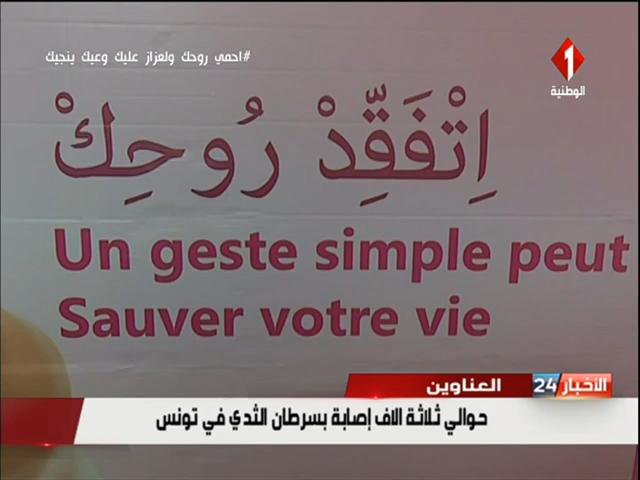 #احمي روحك ولعزاز عليك وعيك ينجيك
1
الوطنية
اِتْفَقِّدْ رُوحِكْ
Un geste simple peut
Sauver votre vie
العناوين 24 الأخبار
حوالي ثلاثة الاف إصابة بسرطان الثدي في تونس